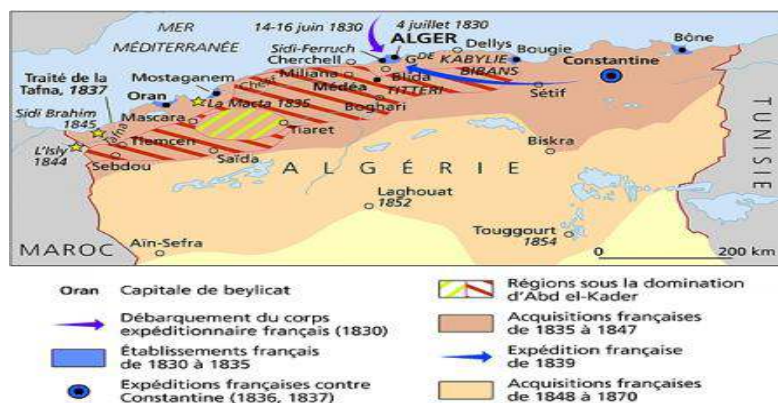 MER
MÉDITERRANÉE
14-16 juin 1830
4 juillet 1830
ALGER
Sidi-Ferruch
Cherchell
Dellys
Bougie
Bône
Gᴰᴱ KABYLIE
BIBANS
Constantine
Miliana
Blida
Médéa
TITTERI
Sétif
Boghari
Chelif
Mostaganem
La Macta 1835
Traité de la
Tafna, 1837
Oran
Mascara
Tiaret
Sidi Brahim
1845
Tafna
Tlemcen
L'Isly
1844
Sebdou
Saïda
Biskra
ALGÉRIE
TUNISIE
Laghouat
1852
Touggourt
1854
Aïn-Sefra
MAROC
0
200 km
Oran
Capitale de beylicat
Débarquement du corps
expéditionnaire français (1830)
Établissements français
de 1830 à 1835
Expéditions françaises contre
Constantine (1836, 1837)
Régions sous la domination
d'Abd el-Kader
Acquisitions françaises
de 1835 à 1847
Expédition française
de 1839
Acquisitions françaises
de 1848 à 1870